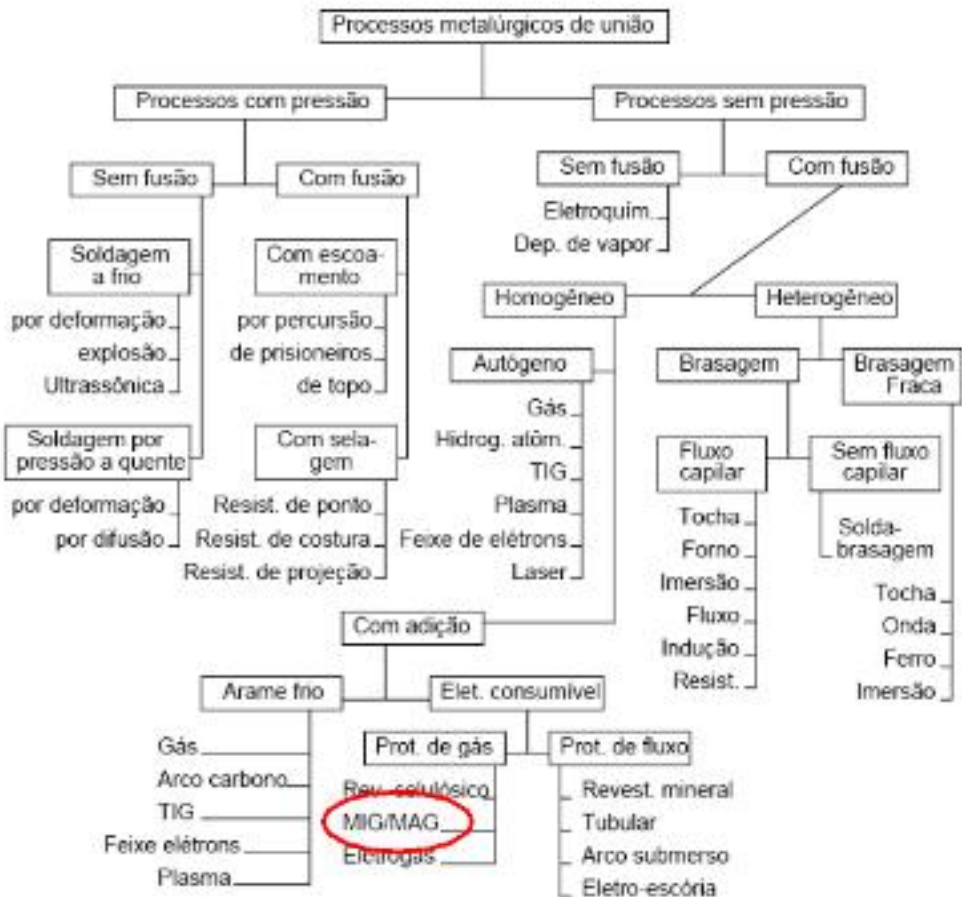 Processos metalúrgicos de união
Processos com pressão
Processos sem pressão
Sem fusão
Com fusão
Sem fusão
Com fusão
Eletroquím.
Dep. de vapor
Soldagem
a frio
por deformação
explosão
Ultrassônica
Com escoa-
mento
por percursão
de prisioneiros
de topo
Homogêneo
Heterogêneo
Autógeno
Gás
Hidrog. atôm.
TIG
Plasma
Feixe de elétrons
Laser
Brasagem
Brasagem
Fraca
Soldagem por
pressão a quente
por deformação
por difusão
Com sela-
gem
Resist. de ponto
Resist. de costura
Resist. de projeção
Fluxo
capilar
Tocha
Forno
Imersão
Fluxo
Indução
Resist.
Sem fluxo
capilar
Solda-
brasagem
Tocha
Onda
Ferro
Imersão
Com adição
Arame frio
Elet. consumível
Gás
Arco carbono
TIG
Feixe elétrons
Plasma
Prot. de gás
Rev. selulósico
MIG/MAG
Eletrogás
Prot. de fluxo
Revest. mineral
Tubular
Arco submerso
Eletro-escória